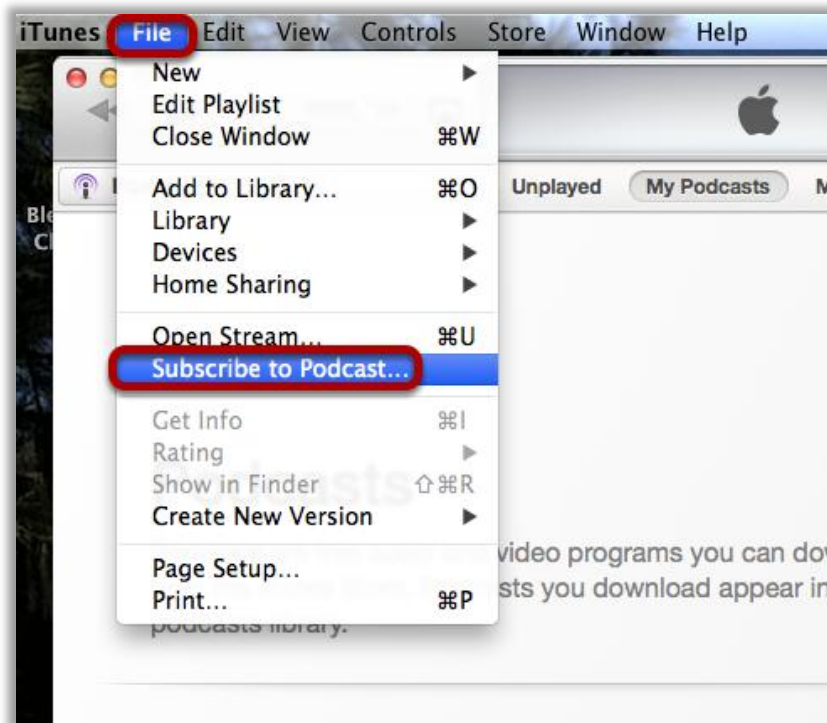 iTunes File Edit View Controls Store Window Help
New
Edit Playlist
Close Window ⌘W
Unplayed My Podcasts
Add to Library... ⌘O
Library
Devices
Home Sharing
Open Stream... ⌘U
Subscribe to Podcast...
Get Info ⌘I
Rating
Show in Finder ⇧⌘R
Create New Version
Podcasts
Page Setup...
Print... ⌘P
video programs you can
you download appear in
podcasts library.